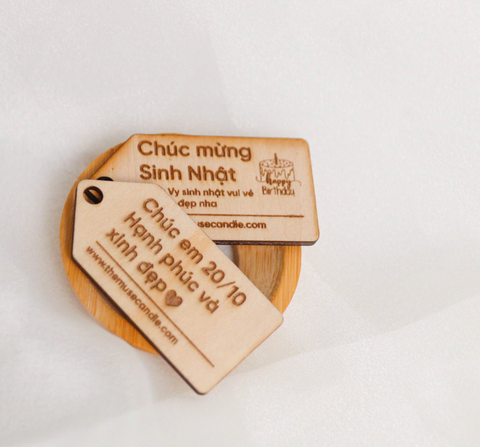 Chúc mừng
Sinh Nhật
Vy sinh nhật vui vẻ
đẹp nha
musecandle.com
happy
Birthday
Chúc em 20/10
Hạnh phúc và
xinh đẹp
www.themusecandle.com